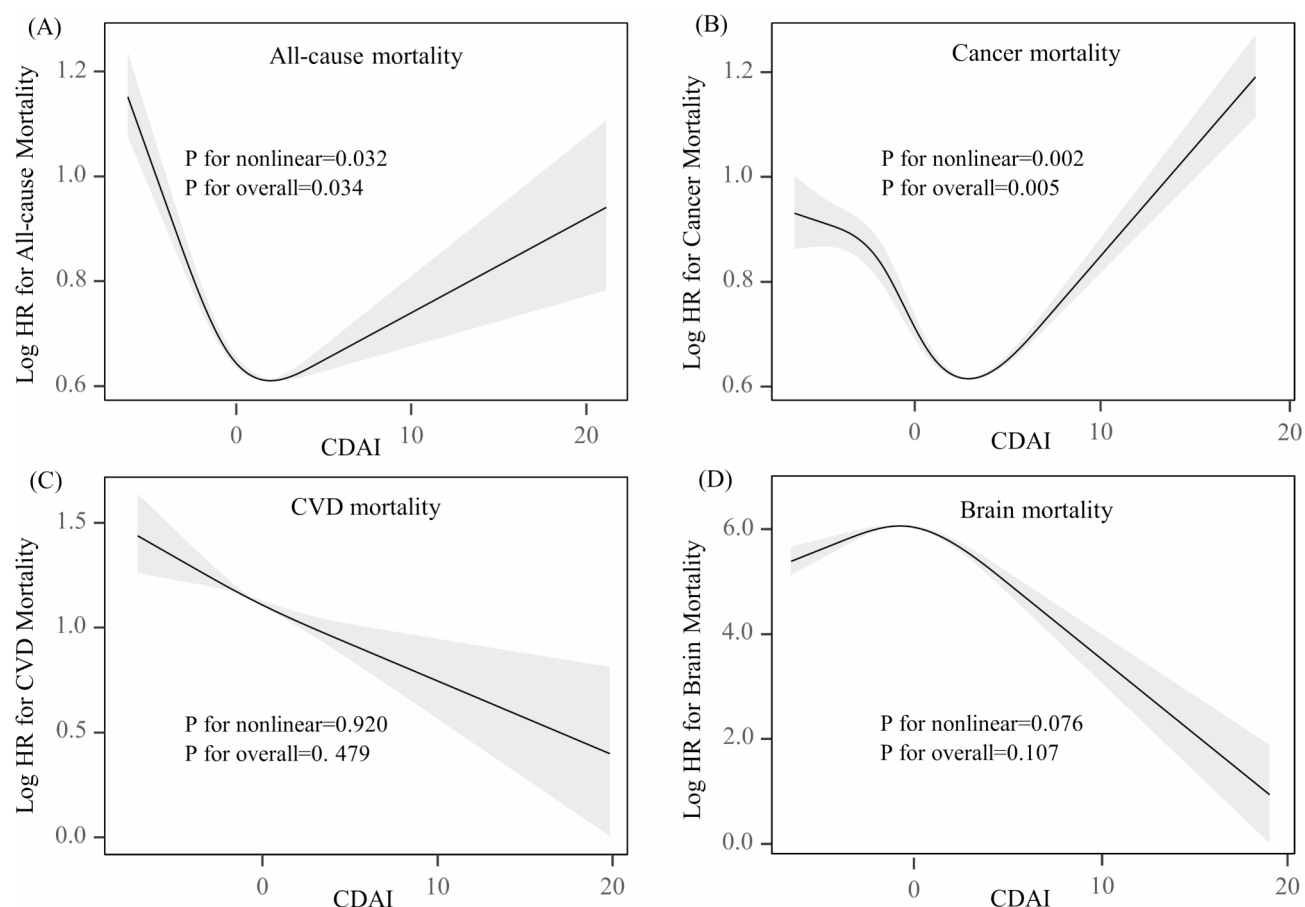 (A)
All-cause mortality
Log HR for All-cause Mortality
1.2
1.0
0.8
0.6
P for nonlinear=0.032
P for overall=0.034
0
10
20
CDAI
(B)
Cancer mortality
Log HR for Cancer Mortality
1.2
1.0
0.8
0.6
P for nonlinear=0.002
P for overall=0.005
0
10
20
CDAI
(C)
CVD mortality
Log HR for CVD Mortality
1.5
1.0
0.5
0.0
P for nonlinear=0.920
P for overall=0. 479
0
10
20
CDAI
(D)
Brain mortality
Log HR for Brain Mortality
6.0
4.0
2.0
0.0
P for nonlinear=0.076
P for overall=0.107
0
10
20
CDAI